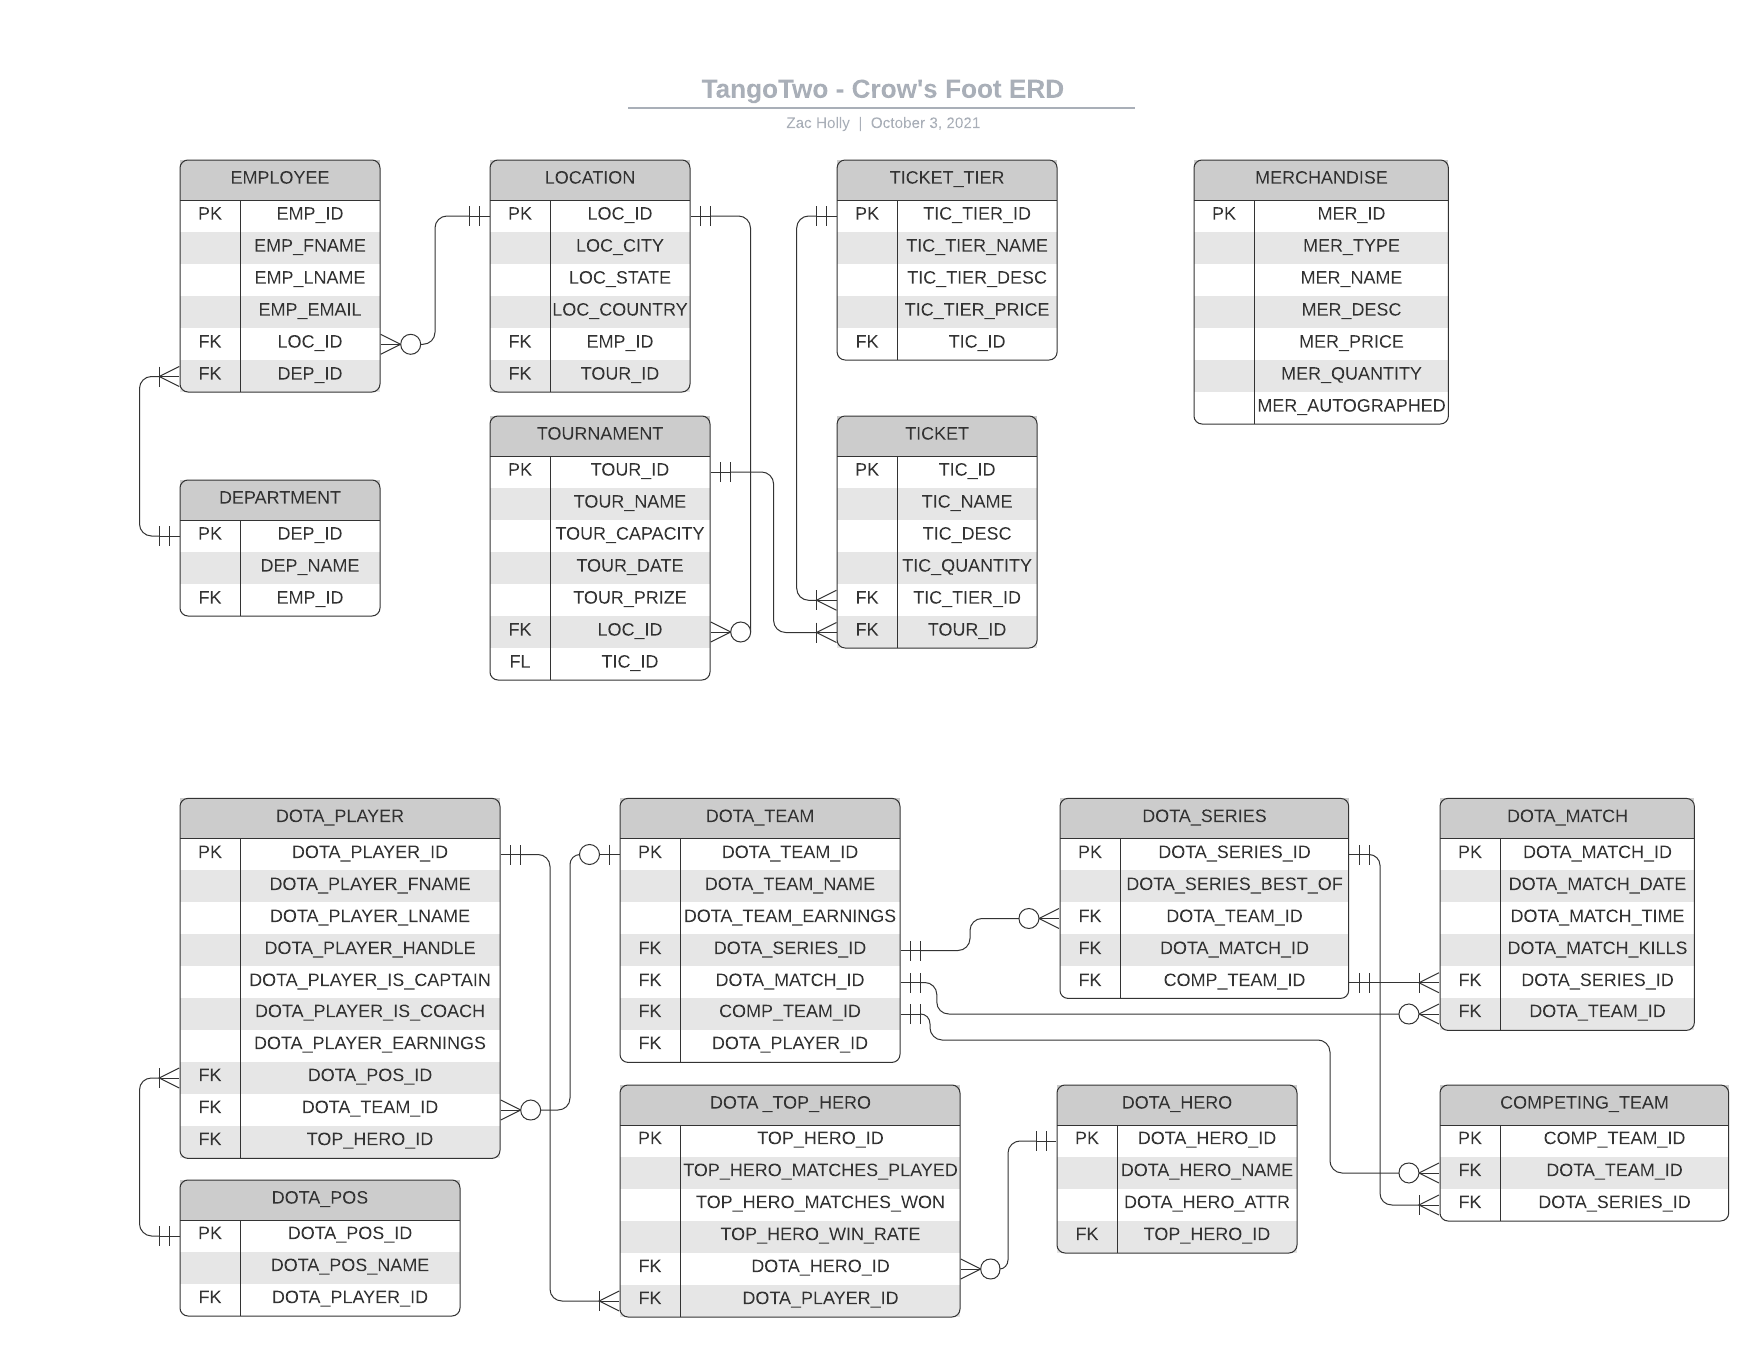 TangoTwo - Crow's Foot ERD
Zac Holly | October 3, 2021
EMPLOYEE
PK EMP_ID
EMP_FNAME
EMP_LNAME
EMP_EMAIL
FK LOC_ID
FK DEP_ID
LOCATION
PK LOC_ID
LOC_CITY
LOC_STATE
LOC_COUNTRY
FK EMP_ID
FK TOUR_ID
TICKET_TIER
PK TIC_TIER_ID
TIC_TIER_NAME
TIC_TIER_DESC
TIC_TIER_PRICE
FK TIC_ID
MERCHANDISE
PK MER_ID
MER_TYPE
MER_NAME
MER_DESC
MER_PRICE
MER_QUANTITY
MER_AUTOGRAPHED
DEPARTMENT
PK DEP_ID
DEP_NAME
FK EMP_ID
TOURNAMENT
PK TOUR_ID
TOUR_NAME
TOUR_CAPACITY
TOUR_DATE
TOUR_PRIZE
FK LOC_ID
FL TIC_ID
TICKET
PK TIC_ID
TIC_NAME
TIC_DESC
TIC_QUANTITY
FK TIC_TIER_ID
FK TOUR_ID
DOTA_PLAYER
PK DOTA_PLAYER_ID
DOTA_PLAYER_FNAME
DOTA_PLAYER_LNAME
DOTA_PLAYER_HANDLE
DOTA_PLAYER_IS_CAPTAIN
DOTA_PLAYER_IS_COACH
DOTA_PLAYER_EARNINGS
FK DOTA_POS_ID
FK DOTA_TEAM_ID
FK TOP_HERO_ID
DOTA_TEAM
PK DOTA_TEAM_ID
DOTA_TEAM_NAME
DOTA_TEAM_EARNINGS
FK DOTA_SERIES_ID
FK DOTA_MATCH_ID
FK COMP_TEAM_ID
FK DOTA_PLAYER_ID
DOTA_SERIES
PK DOTA_SERIES_ID
DOTA_SERIES_BEST_OF
FK DOTA_TEAM_ID
FK DOTA_MATCH_ID
FK COMP_TEAM_ID
DOTA_MATCH
PK DOTA_MATCH_ID
DOTA_MATCH_DATE
DOTA_MATCH_TIME
DOTA_MATCH_KILLS
FK DOTA_SERIES_ID
FK DOTA_TEAM_ID
DOTA_POS
PK DOTA_POS_ID
DOTA_POS_NAME
FK DOTA_PLAYER_ID
DOTA _TOP_HERO
PK TOP_HERO_ID
TOP_HERO_MATCHES_PLAYED
TOP_HERO_MATCHES_WON
TOP_HERO_WIN_RATE
FK DOTA_HERO_ID
FK DOTA_PLAYER_ID
DOTA_HERO
PK DOTA_HERO_ID
DOTA_HERO_NAME
DOTA_HERO_ATTR
FK TOP_HERO_ID
COMPETING_TEAM
PK COMP_TEAM_ID
FK DOTA_TEAM_ID
FK DOTA_SERIES_ID